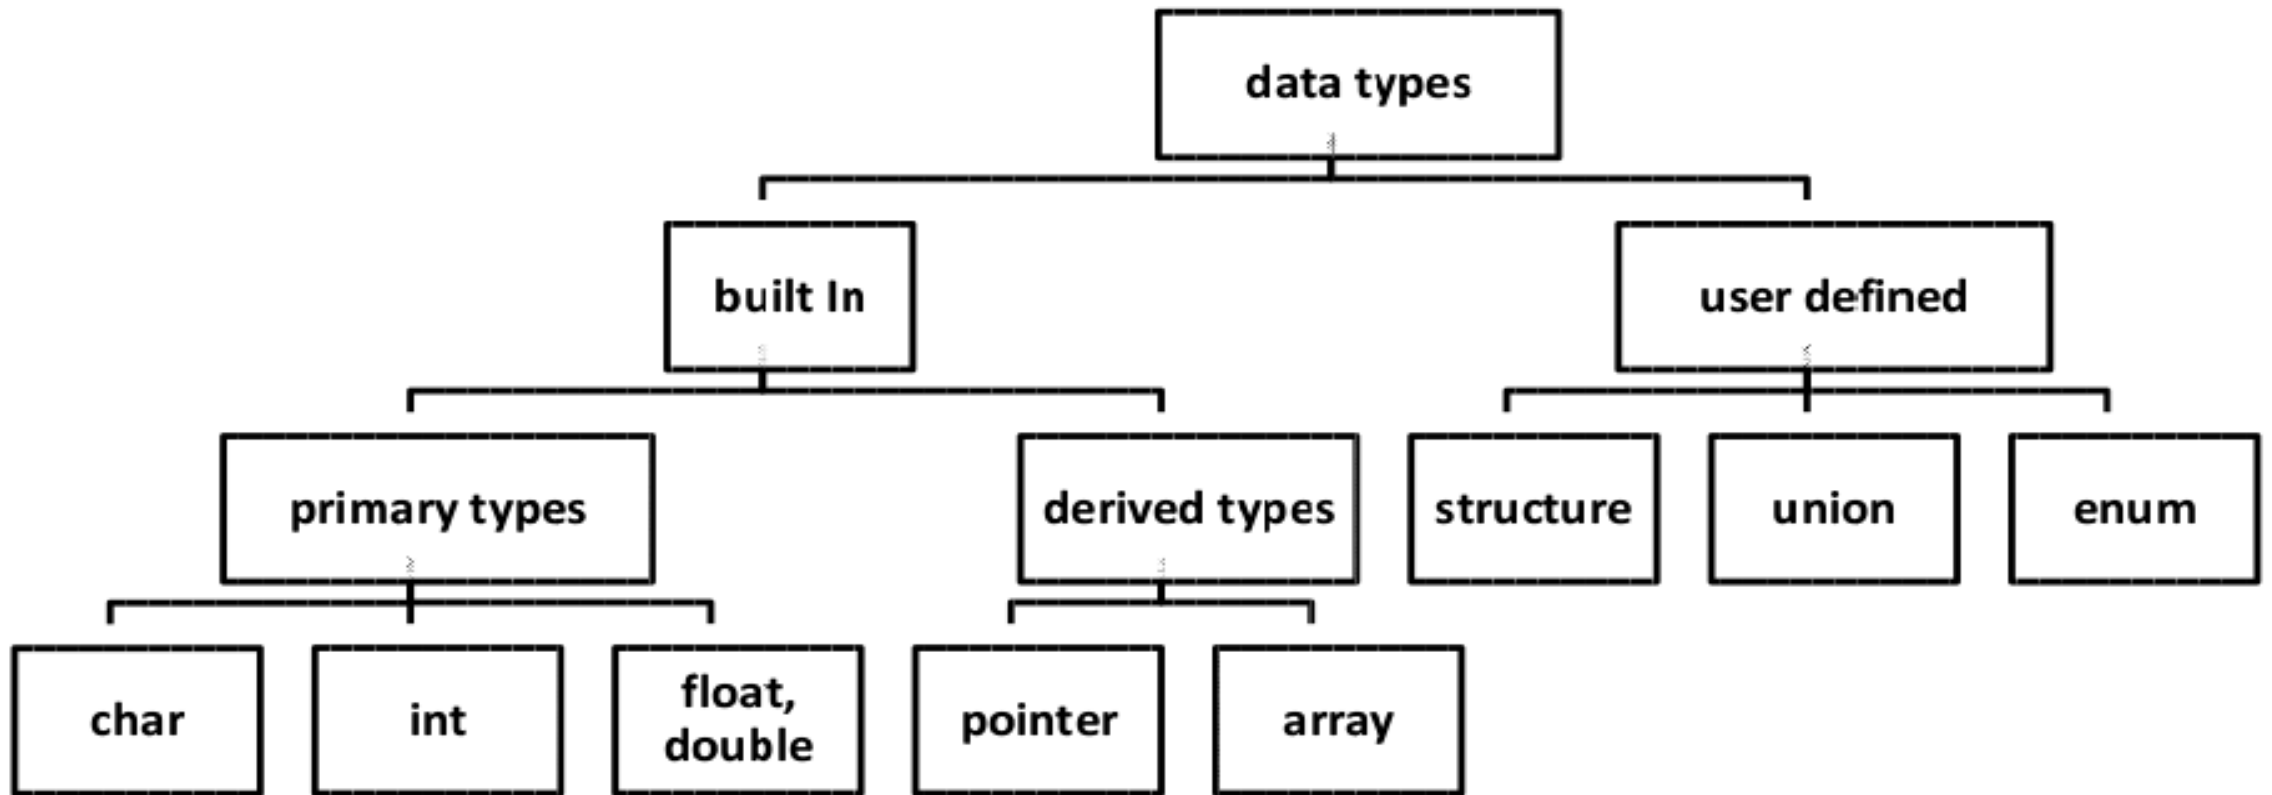 data types
built In
user defined
primary types
derived types
structure
union
enum
char
int
float,
double
pointer
array